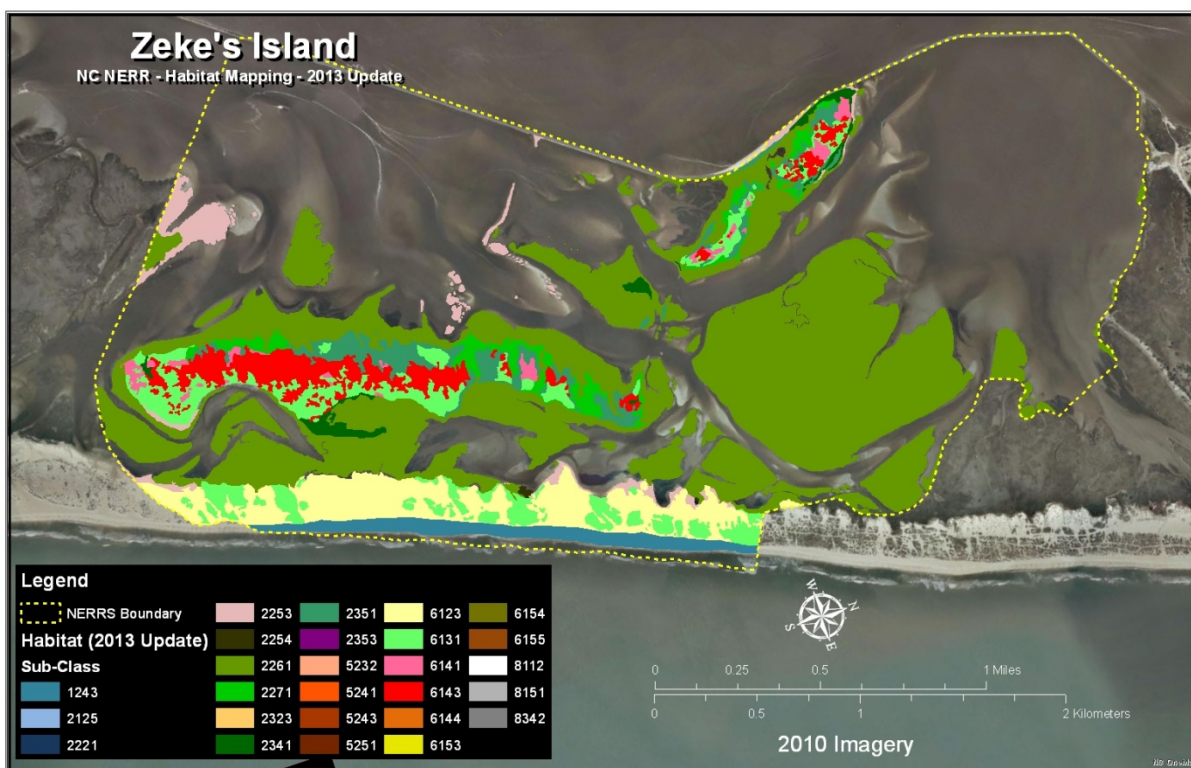 Zeke's Island
NC NERR - Habitat Mapping - 2013 Update
Legend
NERRS Boundary
Habitat (2013 Update)
Sub-Class
1243
2125
2221
2253
2254
2261
2271
2323
2341
2351
2353
5232
5241
5243
5251
6123
6131
6141
6143
6144
6153
6154
6155
8112
8151
8342
W N
S E
0 0.25 0.5 1 Miles
0 0.5 1 2 Kilometers
2010 Imagery